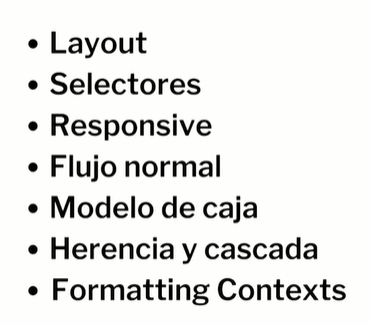 • Layout
• Selectores
• Responsive
• Flujo normal
• Modelo de caja
• Herencia y cascada
• Formatting Contexts